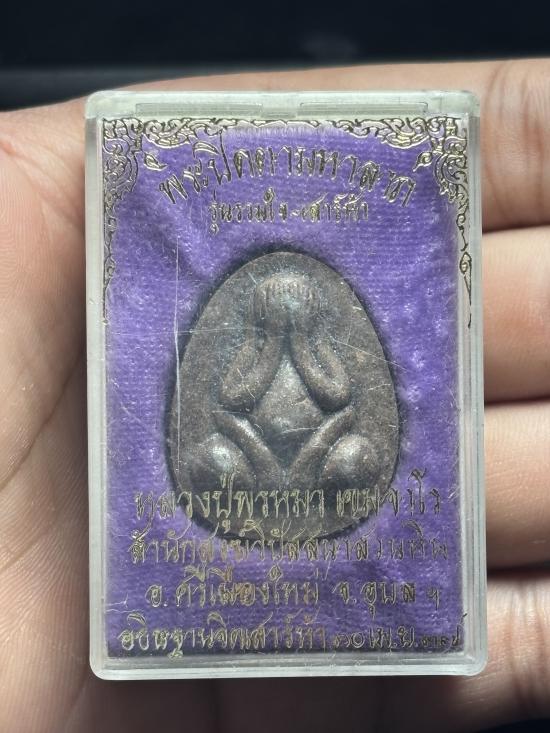 พระปิดตามหาลาภ
รุ่นรวมใจ-เสาร์ห้า
หลวงปู่พรหมา เขมจาโร
สำนักสงฆ์วิปัสสนาสวนหิน
อ.ศรีเมืองใหม่ จ.อุบลฯ
อธิษฐานจิตเสาร์ห้า ๒๐ เม.ย.